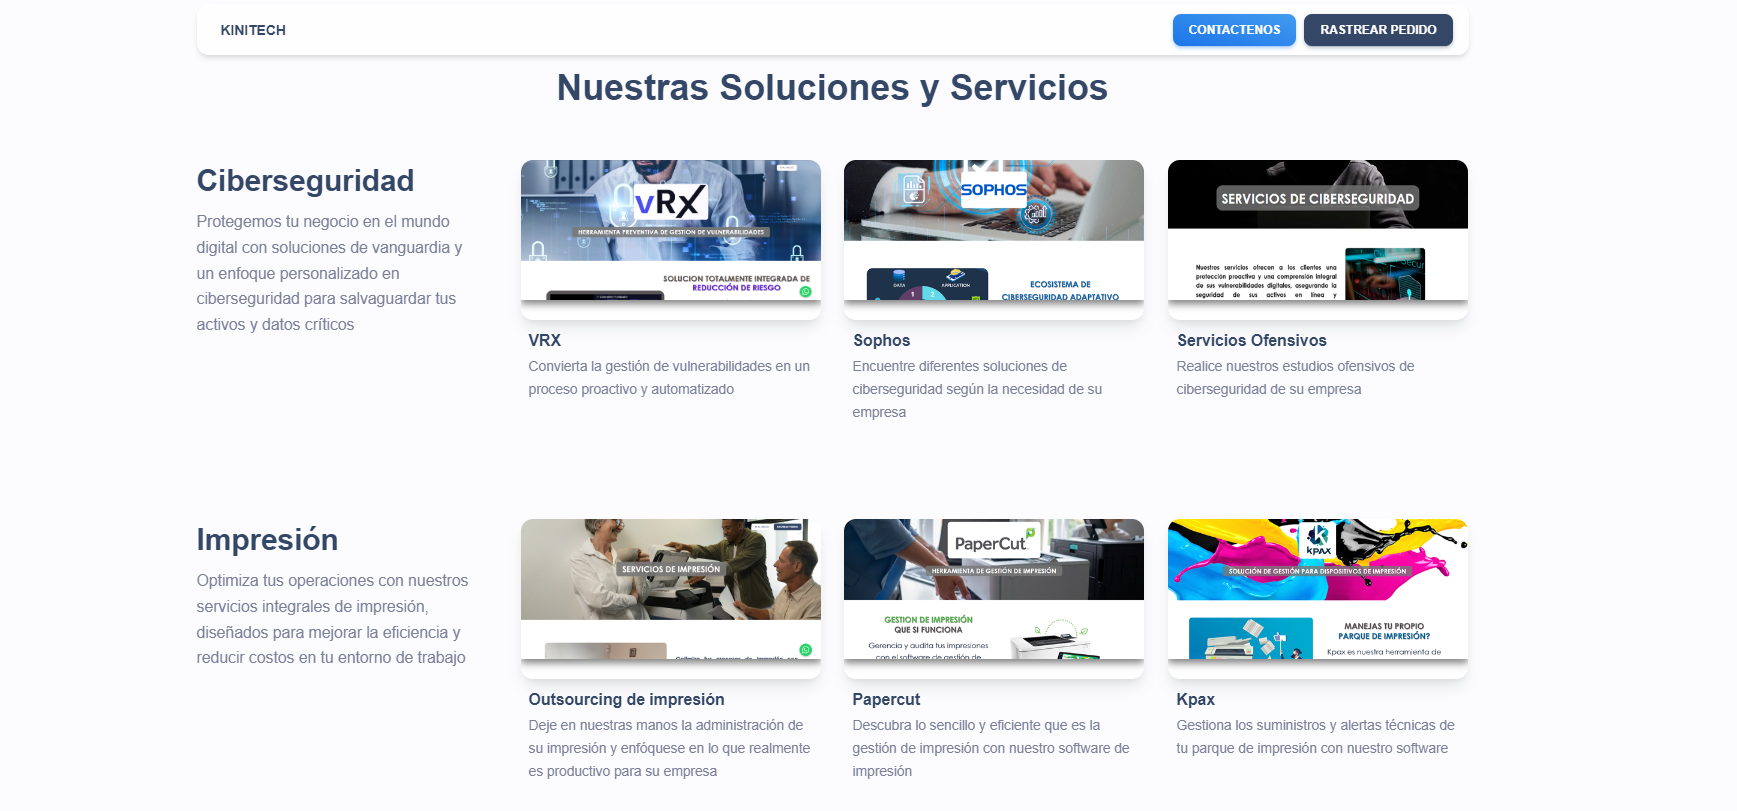 KINITECH
CONTACTENOS
RASTREAR PEDIDO
Nuestras Soluciones y Servicios
Ciberseguridad
Protegemos tu negocio en el mundo
digital con soluciones de vanguardia y
un enfoque personalizado en
ciberseguridad para salvaguardar tus
activos y datos críticos
vRX
HERRAMIENTA PREVENTIVA DE GESTION DE VULNERABILIDADES
SOLUCION TOTALMENTE INTEGRADA DE
REDUCCIÓN DE RIESGO
VRX
Convierta la gestión de vulnerabilidades en un
proceso proactivo y automatizado
SOPHOS
DATA
APPLICATION
1 2
ECOSISTEMA DE
CIBERSEGURIDAD ADAPTATIVO
Sophos
Encuentre diferentes soluciones de
ciberseguridad según la necesidad de su
empresa
SERVICIOS DE CIBERSEGURIDAD
Nuestros servicios ofrecen a los clientes una
protección proactiva y una comprensión integral
de sus vulnerabilidades digitales, asegurando la
seguridad de sus activos en línea y
Servicios Ofensivos
Realice nuestros estudios ofensivos de
ciberseguridad de su empresa
Impresión
Optimiza tus operaciones con nuestros
servicios integrales de impresión,
diseñados para mejorar la eficiencia y
reducir costos en tu entorno de trabajo
SERVICIOS DE IMPRESIÓN
Outsourcing de impresión
Deje en nuestras manos la administración de
su impresión y enfóquese en lo que realmente
es productivo para su empresa
PaperCut
HERRAMIENTA DE GESTIÓN DE IMPRESIÓN
GESTION DE IMPRESIÓN
QUE SI FUNCIONA
Gerencia y audita tus impresiones
con el software de gestión de
Papercut
Descubra lo sencillo y eficiente que es la
gestión de impresión con nuestro software de
impresión
kpax
SOLUCIÓN DE GESTIÓN PARA DISPOSITIVOS DE IMPRESIÓN
MANEJAS TU PROPIO
PARQUE DE IMPRESIÓN?
Kpax es nuestra herramienta de
Kpax
Gestiona los suministros y alertas técnicas de
tu parque de impresión con nuestro software